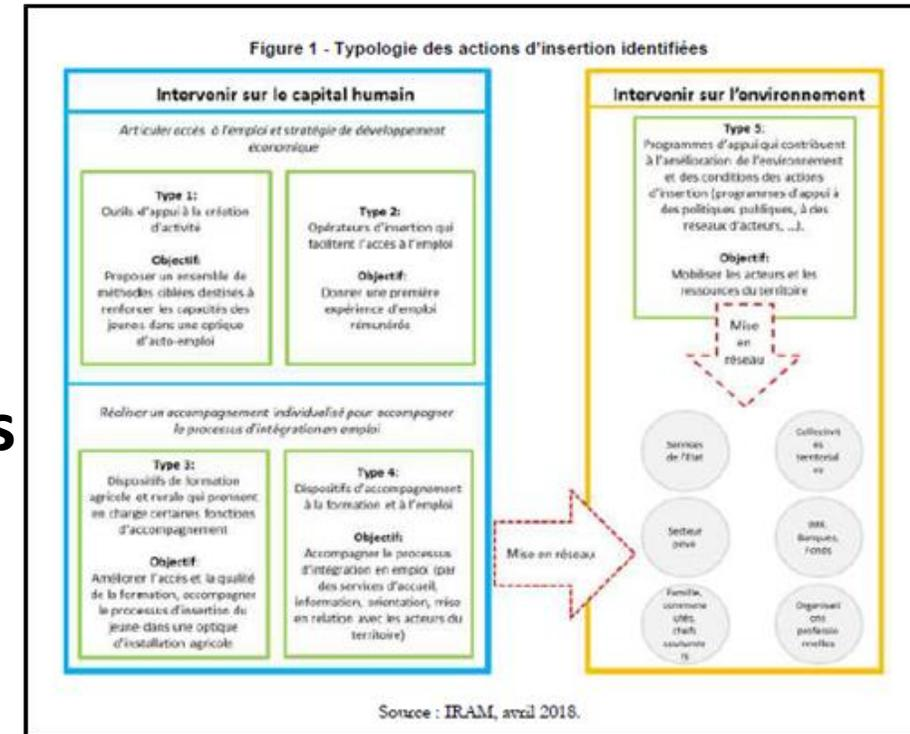 Figure 1 - Typologie des actions d'insertion identifiées
Intervenir sur le capital humain
Articuler accès à l'emploi et stratégie de développement
économique
Type 1:
Outils d'appui à la création
d'activité
Objectif:
Proposer un ensemble de
méthodes ciblées destinés à
renforcer les capacités des
jeunes dans une optique
d'auto-emploi
Type 2:
Opérateurs d'insertion qui
facilitent l'accès à l'emploi
Objectif:
Donner une première
expérience d'emploi
rémunérés
Réaliser un accompagnement individualisé pour accompagner
le processus d'intégration en emploi
Type 3:
Dispositifs de formation
agricole et rurale qui prennent
en charge certaines fonctions
d'accompagnement
Objectif:
Améliorer l'accès et la qualité
de la formation, accompagner
le processus d'insertion du
jeune dans une optique
d'installation agricole
Type 4:
Dispositifs d'accompagnement
à la formation et à l'emploi
Objectif:
Accompagner le processus
d'intégration en emploi (par
des services d'accueil,
information, orientation, mise
en relation avec les acteurs du
territoire)
Mise en réseau
Intervenir sur l'environnement
Type 5:
Programmes d'appui qui contribuent
à l'amélioration de l'environnement
et des conditions des actions
d'insertion (programmes d'appui à
des politiques publiques, à des
réseaux d'acteurs, ...).
Objectif:
Mobiliser les acteurs et les
ressources du territoire
Mise
en
réseau
Services
de l'Etat
Collectivit
és
territorial
es
Secteur
privé
Banques,
Fonds
Famille,
commun
utés,
chefs
coutumie
rs
Organisati
ons
professio
nnelles
s
Source : IRAM, avril 2018.